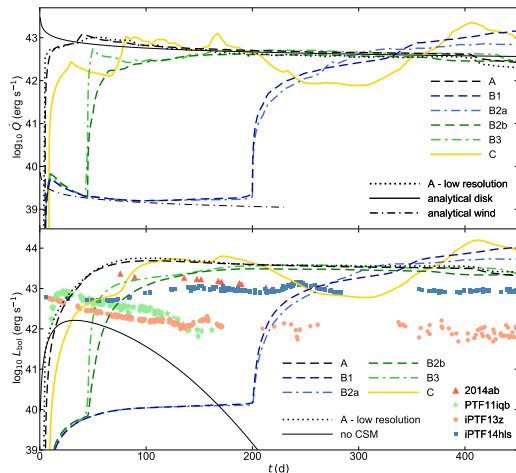 43
42
41
40
39
log₁₀ Q̇ (erg s⁻¹)
A
B1
B2a
B2b
B3
C
A - low resolution
analytical disk
analytical wind
44
43
42
41
40
39
log₁₀ L_bol (erg s⁻¹)
A
B1
B2a
B2b
B3
C
A - low resolution
no CSM
2014ab
PTF11iqb
iPTF13z
iPTF14hls
0 100 200 300 400
t (d)